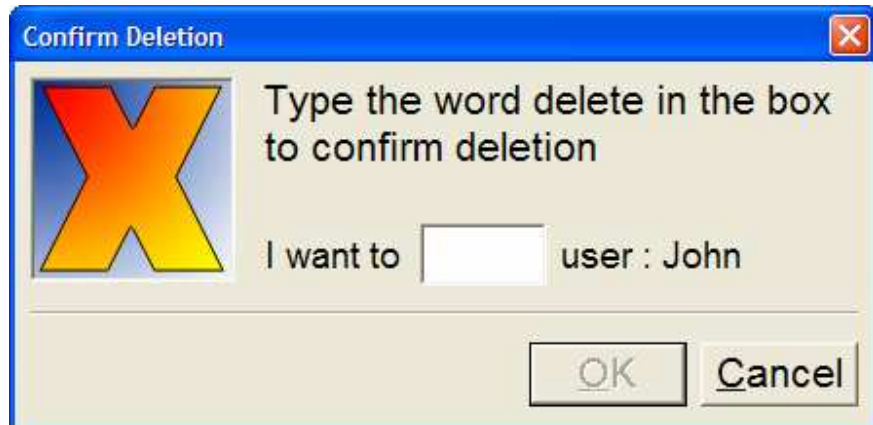 Confirm Deletion
Type the word delete in the box
to confirm deletion
I want to user : John
OK Cancel